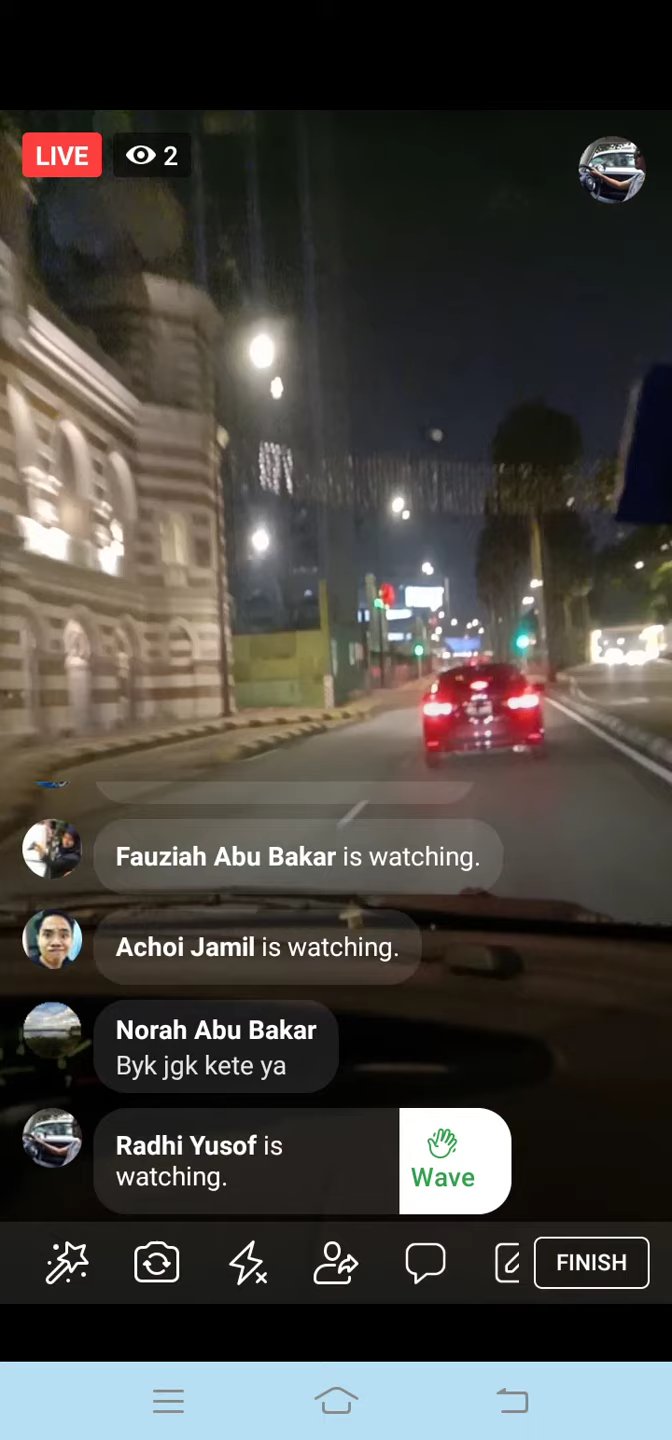 LIVE 2
Fauziah Abu Bakar is watching.
Achoi Jamil is watching.
Norah Abu Bakar
Byk jgk kete ya
Radhi Yusof is
watching.
Wave
FINISH